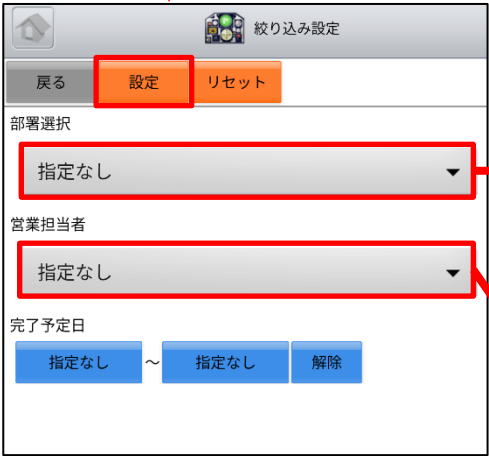 絞り込み設定
戻る 設定 リセット
部署選択
指定なし
営業担当者
指定なし
完了予定日
指定なし ～ 指定なし 解除